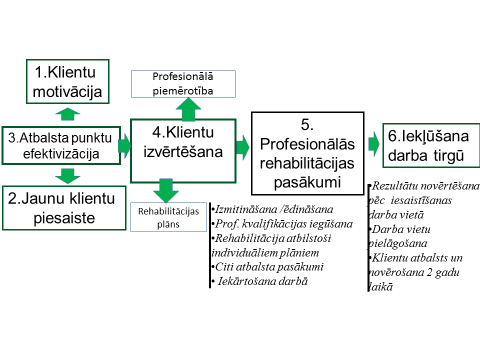 1.Klientu
motivācija
3.Atbalsta punktu
efektivizācija
2.Jaunu klientu
piesaiste
Profesionālā
piemērotība
4.Klientu
izvērtēšana
Rehabilitācijas
plāns
5.
Profesionālās
rehabilitācijas
pasākumi
•Izmitināšana /ēdināšana
•Prof. kvalifikācijas iegūšana
•Rehabilitācija atbilstoši
individuāliem plāniem
•Citi atbalsta pasākumi
• Iekārtošana darbā
6.Iekļūšana
darba tirgū
•Rezultātu novērtēšana
pēc iesaistīšanas
darba vietā
•Darba vietu
pielāgošana
•Klientu atbalsts un
novērošana 2 gadu
laikā